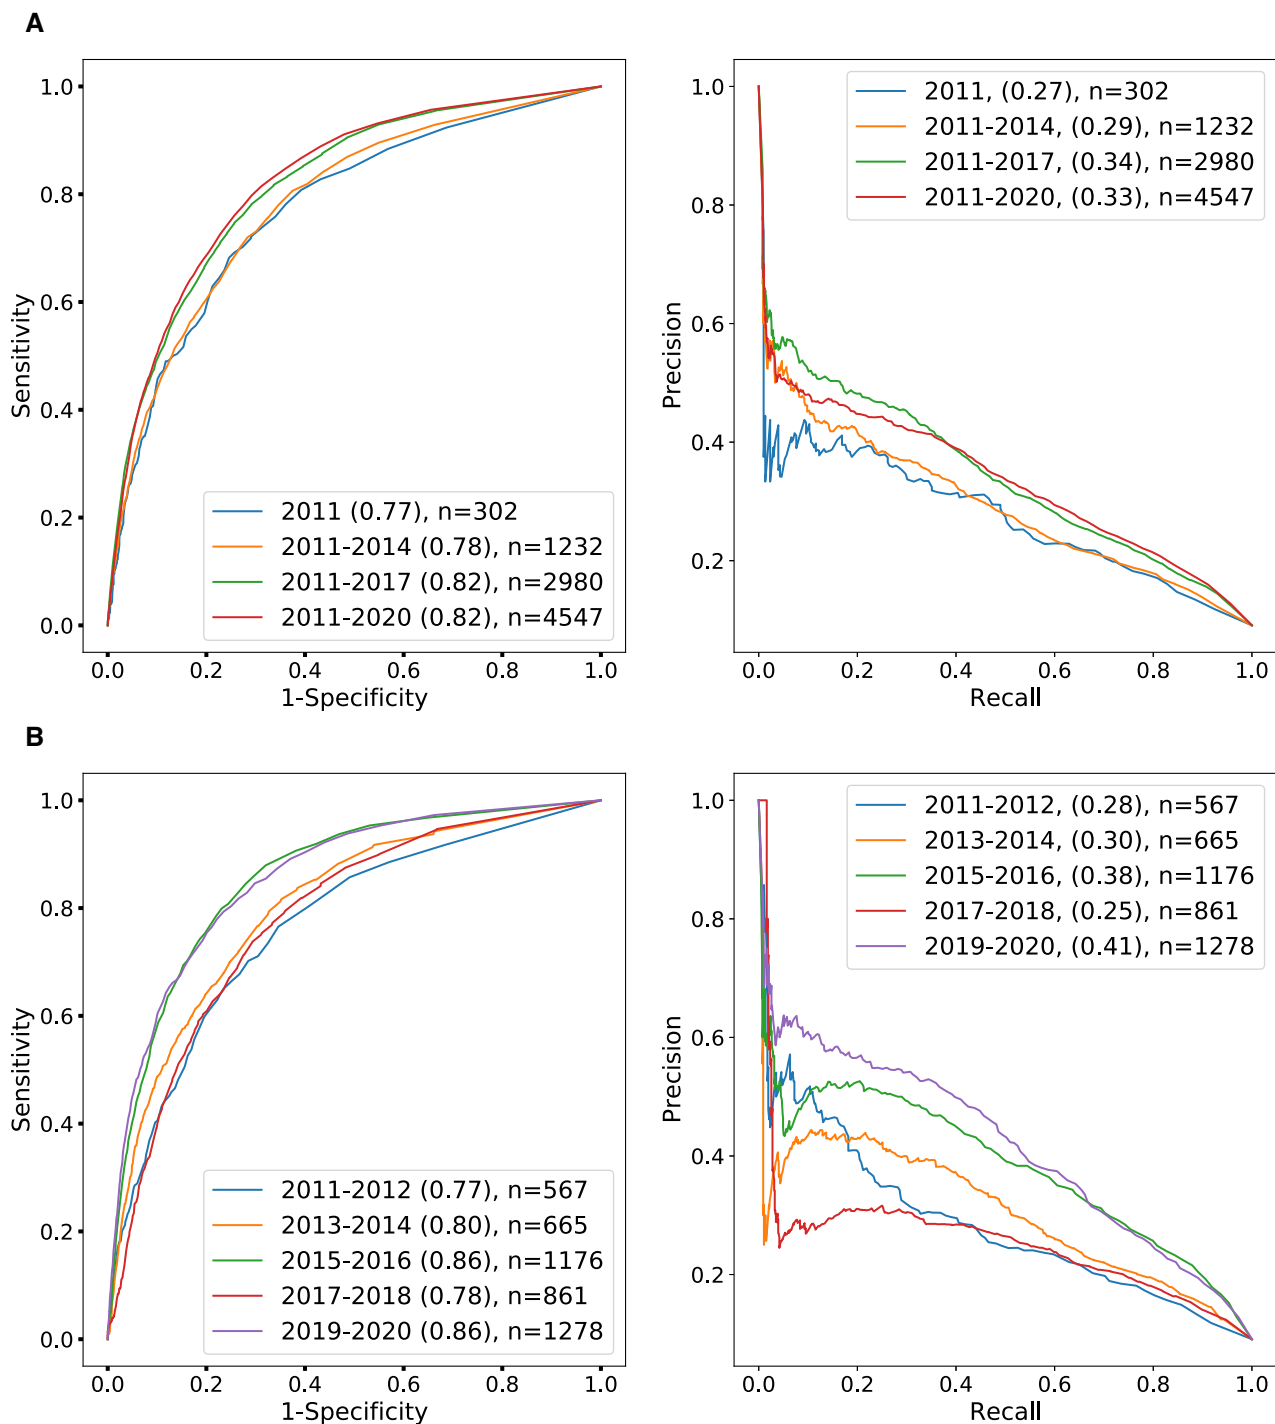 A
1.0
0.8
0.6
0.4
0.2
0.0
Sensitivity
2011 (0.77), n=302
2011-2014 (0.78), n=1232
2011-2017 (0.82), n=2980
2011-2020 (0.82), n=4547
0.0 0.2 0.4 0.6 0.8 1.0
1-Specificity
1.0
0.8
0.6
0.4
0.2
Precision
2011, (0.27), n=302
2011-2014, (0.29), n=1232
2011-2017, (0.34), n=2980
2011-2020, (0.33), n=4547
0.0 0.2 0.4 0.6 0.8 1.0
Recall
B
1.0
0.8
0.6
0.4
0.2
0.0
Sensitivity
2011-2012 (0.77), n=567
2013-2014 (0.80), n=665
2015-2016 (0.86), n=1176
2017-2018 (0.78), n=861
2019-2020 (0.86), n=1278
0.0 0.2 0.4 0.6 0.8 1.0
1-Specificity
1.0
0.8
0.6
0.4
0.2
Precision
2011-2012, (0.28), n=567
2013-2014, (0.30), n=665
2015-2016, (0.38), n=1176
2017-2018, (0.25), n=861
2019-2020, (0.41), n=1278
0.0 0.2 0.4 0.6 0.8 1.0
Recall